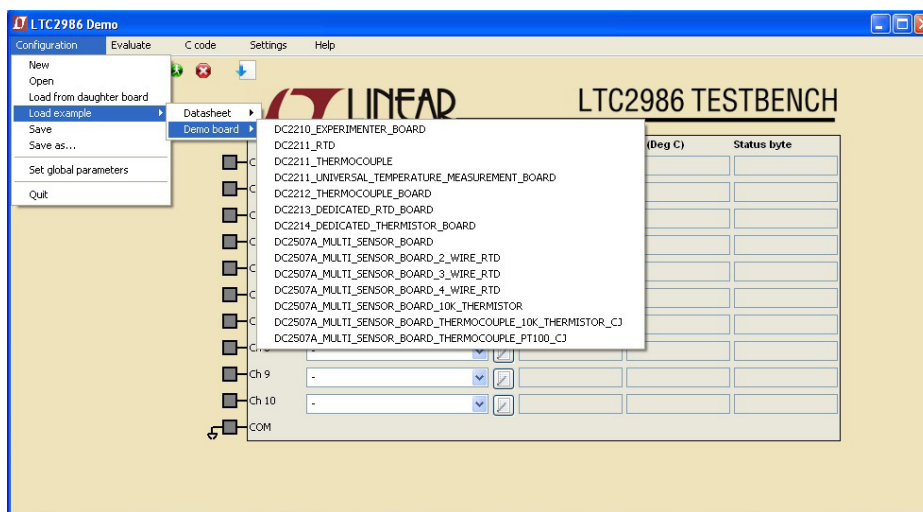 LTC2986 Demo
Configuration Evaluate C code Settings Help
New
Open
Load from daughter board
Load example
Save
Save as...
Set global parameters
Quit
Datasheet
Demo board
LINEAR
LTC2986 TESTBENCH
DC2210_EXPERIMENTER_BOARD
DC2211_RTD
DC2211_THERMOCOUPLE
DC2211_UNIVERSAL_TEMPERATURE_MEASUREMENT_BOARD
DC2212_THERMOCOUPLE_BOARD
DC2213_DEDICATED_RTD_BOARD
DC2214_DEDICATED_THERMISTOR_BOARD
DC2507A_MULTI_SENSOR_BOARD
DC2507A_MULTI_SENSOR_BOARD_2_WIRE_RTD
DC2507A_MULTI_SENSOR_BOARD_3_WIRE_RTD
DC2507A_MULTI_SENSOR_BOARD_4_WIRE_RTD
DC2507A_MULTI_SENSOR_BOARD_10K_THERMISTOR
DC2507A_MULTI_SENSOR_BOARD_THERMOCOUPLE_10K_THERMISTOR_CJ
DC2507A_MULTI_SENSOR_BOARD_THERMOCOUPLE_PT100_CJ
(Deg C) Status byte
Ch 9 -
Ch 10 -
COM